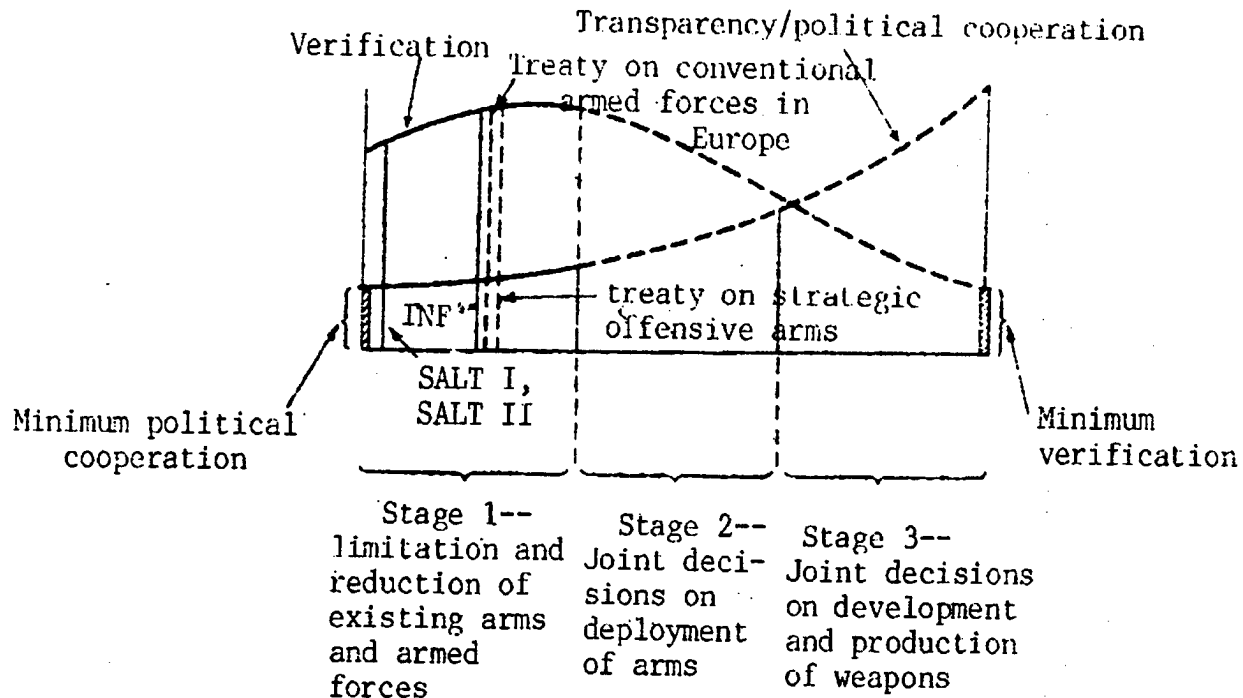 Transparency/political cooperation
Verification
Treaty on conventional
armed forces in
Europe
INF
treaty on strategic
offensive arms
SALT I,
SALT II
Minimum political
cooperation
Minimum
verification
Stage 1--
limitation and
reduction of
existing arms
and armed
forces
Stage 2--
Joint deci-
sions on
deployment
of arms
Stage 3--
Joint decisions
on development
and production
of weapons